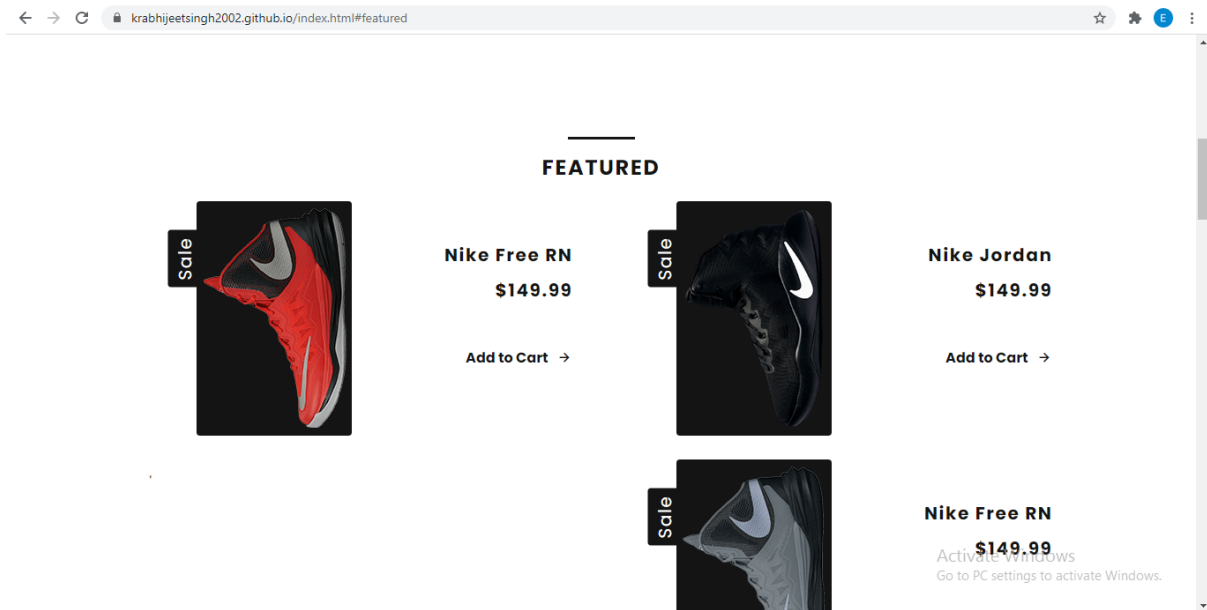 krabhijeetsingh2002.github.io/index.html#featured
E
FEATURED
Sale
Nike Free RN
$149.99
Add to Cart →
Sale
Nike Jordan
$149.99
Add to Cart →
Sale
Nike Free RN
$149.99
Activate Windows
Go to PC settings to activate Windows.